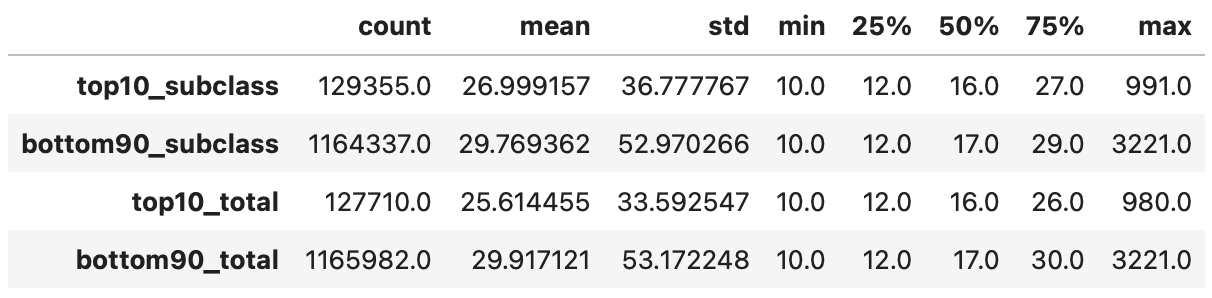 count mean std min 25% 50% 75% max
top10_subclass 129355.0 26.999157 36.777767 10.0 12.0 16.0 27.0 991.0
bottom90_subclass 1164337.0 29.769362 52.970266 10.0 12.0 17.0 29.0 3221.0
top10_total 127710.0 25.614455 33.592547 10.0 12.0 16.0 26.0 980.0
bottom90_total 1165982.0 29.917121 53.172248 10.0 12.0 17.0 30.0 3221.0